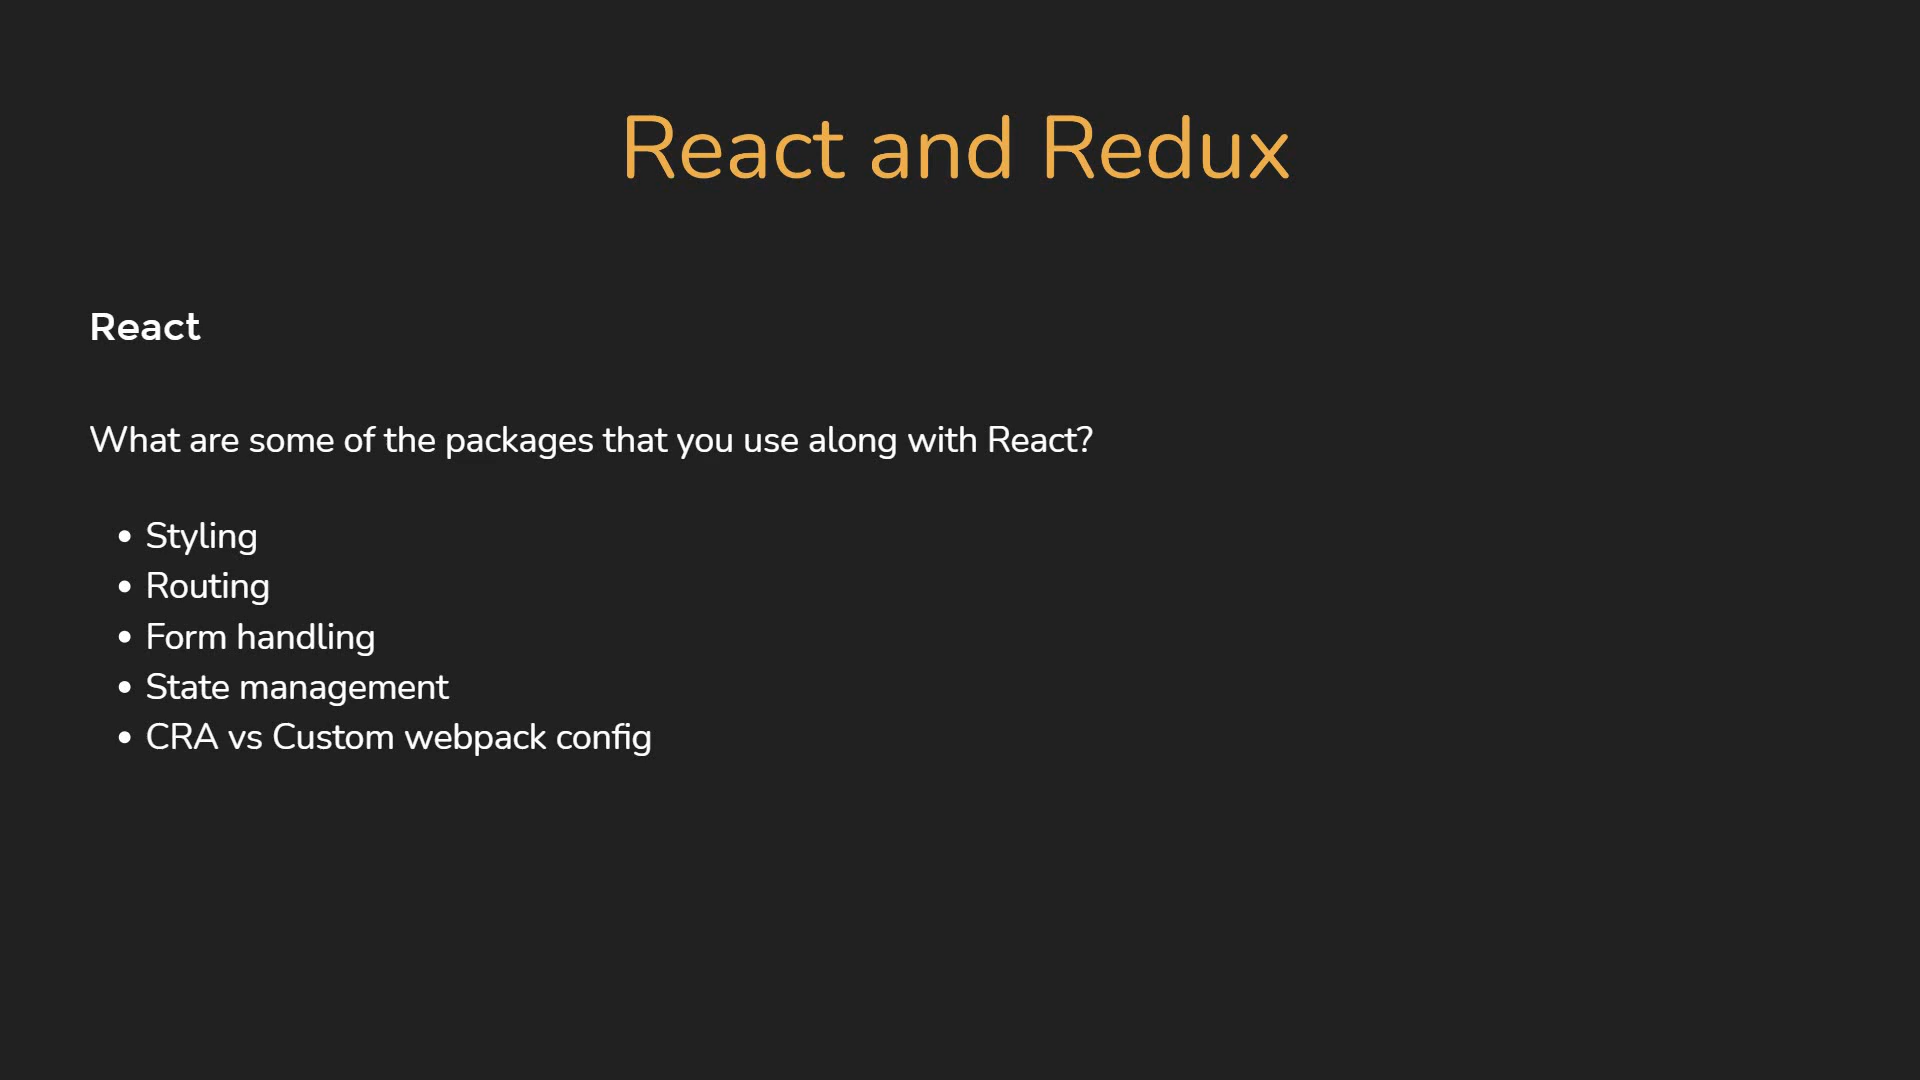 React and Redux
React
What are some of the packages that you use along with React?
• Styling
• Routing
• Form handling
• State management
• CRA vs Custom webpack config